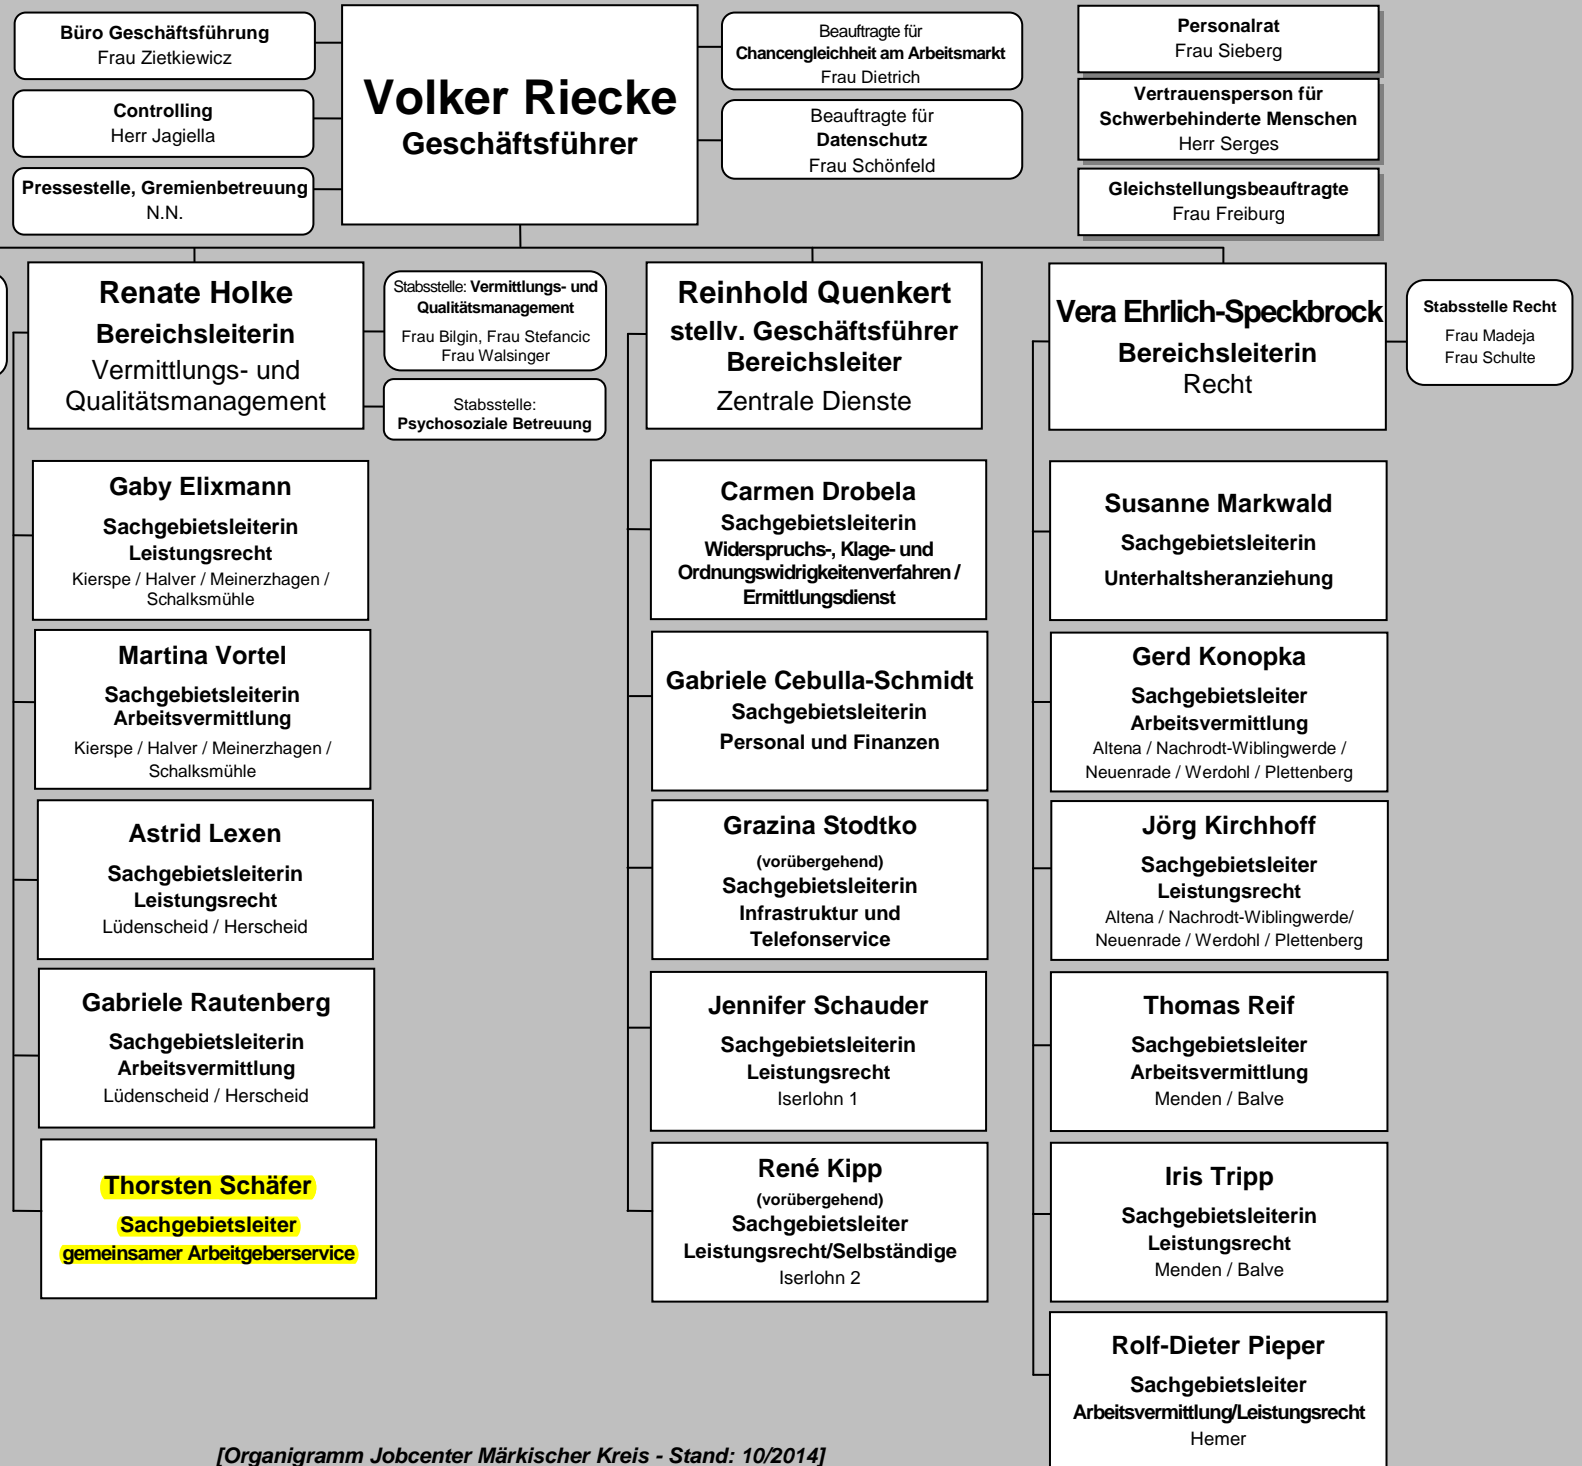 Büro Geschäftsführung
Frau Zietkiewicz
Controlling
Herr Jagiella
Pressestelle, Gremienbetreuung
N.N.
Volker Riecke
Geschäftsführer
Beauftragte für
Chancengleichheit am Arbeitsmarkt
Frau Dietrich
Beauftragte für
Datenschutz
Frau Schönfeld
Personalrat
Frau Sieberg
Vertrauensperson für
Schwerbehinderte Menschen
Herr Serges
Gleichstellungsbeauftragte
Frau Freiburg
Renate Holke
Bereichsleiterin
Vermittlungs- und
Qualitätsmanagement
Stabsstelle: Vermittlungs- und
Qualitätsmanagement
Frau Bilgin, Frau Stefancic
Frau Walsinger
Stabsstelle:
Psychosoziale Betreuung
Gaby Elixmann
Sachgebietsleiterin
Leistungsrecht
Kierspe / Halver / Meinerzhagen /
Schalksmühle
Martina Vortel
Sachgebietsleiterin
Arbeitsvermittlung
Kierspe / Halver / Meinerzhagen /
Schalksmühle
Astrid Lexen
Sachgebietsleiterin
Leistungsrecht
Lüdenscheid / Herscheid
Gabriele Rautenberg
Sachgebietsleiterin
Arbeitsvermittlung
Lüdenscheid / Herscheid
Thorsten Schäfer
Sachgebietsleiter
gemeinsamer Arbeitgeberservice
Reinhold Quenkert
stellv. Geschäftsführer
Bereichsleiter
Zentrale Dienste
Carmen Drobela
Sachgebietsleiterin
Widerspruchs-, Klage- und
Ordnungswidrigkeitenverfahren /
Ermittlungsdienst
Gabriele Cebulla-Schmidt
Sachgebietsleiterin
Personal und Finanzen
Grazina Stodtko
(vorübergehend)
Sachgebietsleiterin
Infrastruktur und
Telefonservice
Jennifer Schauder
Sachgebietsleiterin
Leistungsrecht
Iserlohn 1
René Kipp
(vorübergehend)
Sachgebietsleiter
Leistungsrecht/Selbständige
Iserlohn 2
Vera Ehrlich-Speckbrock
Bereichsleiterin
Recht
Stabsstelle Recht
Frau Madeja
Frau Schulte
Susanne Markwald
Sachgebietsleiterin
Unterhaltsheranziehung
Gerd Konopka
Sachgebietsleiter
Arbeitsvermittlung
Altena / Nachrodt-Wiblingwerde /
Neuenrade / Werdohl / Plettenberg
Jörg Kirchhoff
Sachgebietsleiter
Leistungsrecht
Altena / Nachrodt-Wiblingwerde/
Neuenrade / Werdohl / Plettenberg
Thomas Reif
Sachgebietsleiter
Arbeitsvermittlung
Menden / Balve
Iris Tripp
Sachgebietsleiterin
Leistungsrecht
Menden / Balve
Rolf-Dieter Pieper
Sachgebietsleiter
Arbeitsvermittlung/Leistungsrecht
Hemer
[Organigramm Jobcenter Märkischer Kreis - Stand: 10/2014]